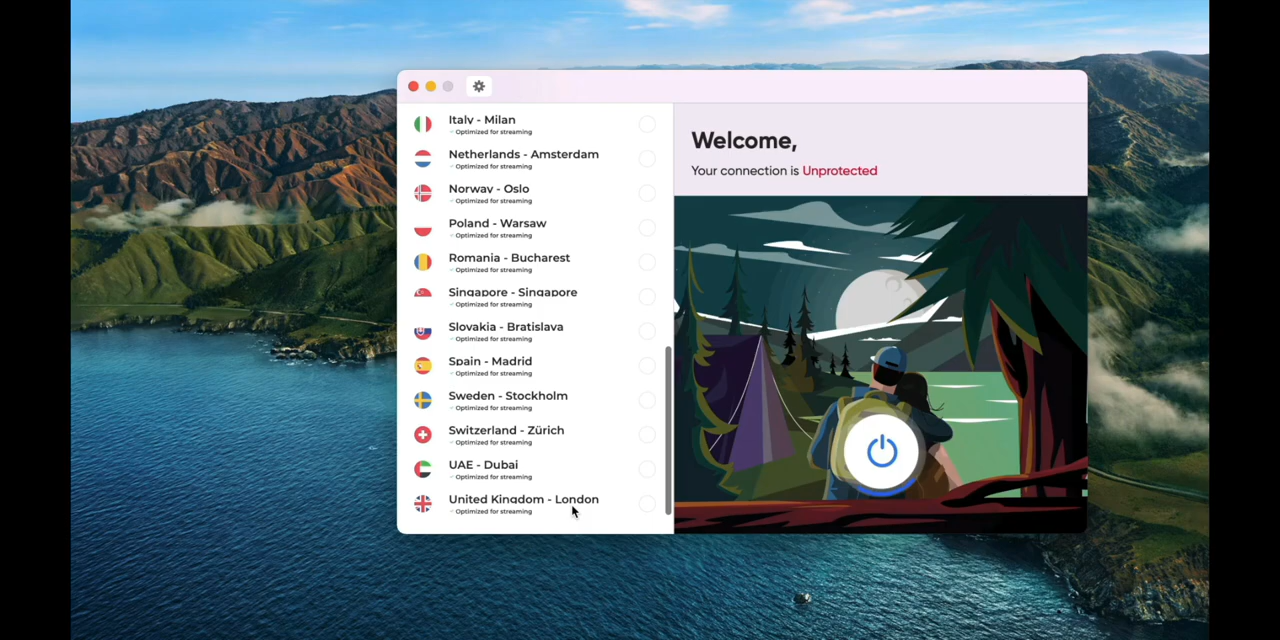 Italy - Milan
Optimized for streaming
Netherlands - Amsterdam
Optimized for streaming
Norway - Oslo
Optimized for streaming
Poland - Warsaw
Optimized for streaming
Romania - Bucharest
Optimized for streaming
Singapore - Singapore
Optimized for streaming
Slovakia - Bratislava
Optimized for streaming
Spain - Madrid
Optimized for streaming
Sweden - Stockholm
Optimized for streaming
Switzerland - Zürich
Optimized for streaming
UAE - Dubai
Optimized for streaming
United Kingdom - London
Optimized for streaming
Welcome,
Your connection is Unprotected